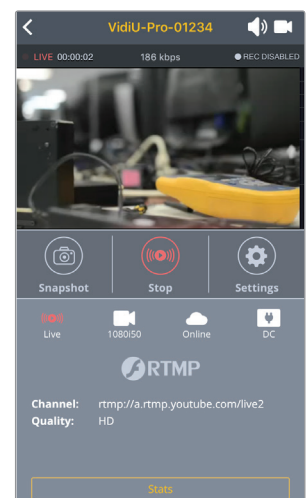 VidiU-Pro-01234
LIVE 00:00:02 186 kbps REC DISABLED
Snapshot Stop Settings
Live 1080i50 Online DC
RTMP
Channel: rtmp://a.rtmp.youtube.com/live2
Quality: HD
Stats